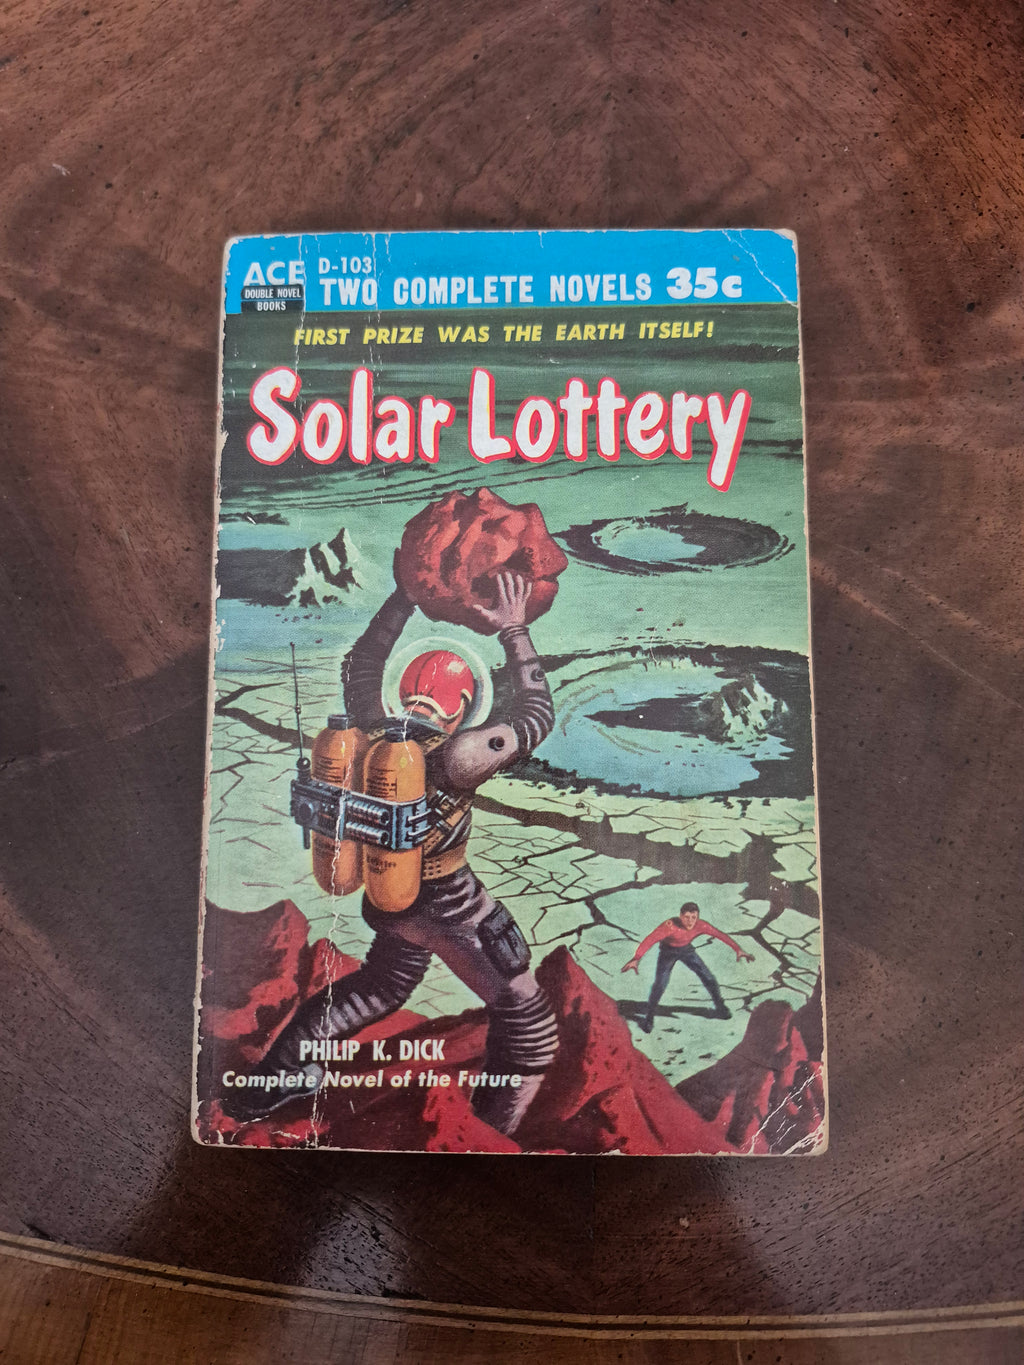 ACE
DOUBLE NOVEL
BOOKS
D-103
TWO COMPLETE NOVELS 35c
FIRST PRIZE WAS THE EARTH ITSELF!
Solar Lottery
PHILIP K. DICK
Complete Novel of the Future